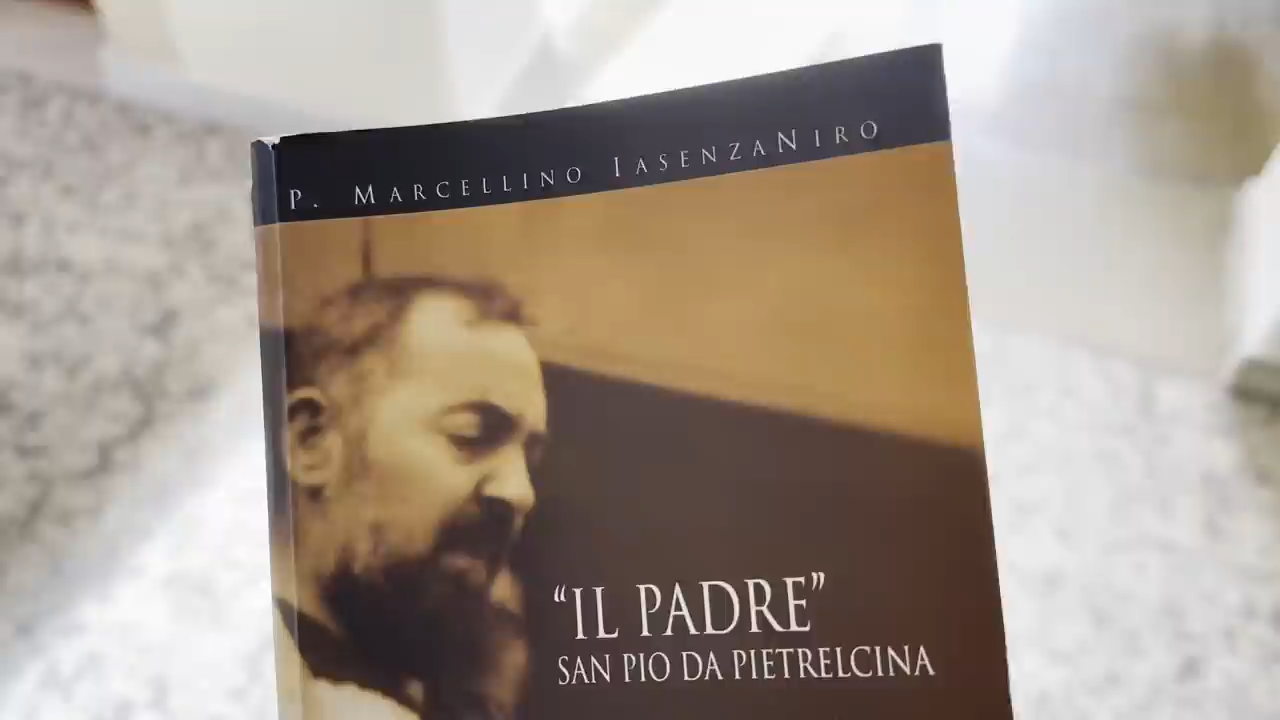 P. MARCELLINO IASENZANIRO
"IL PADRE"
SAN PIO DA PIETRELCINA